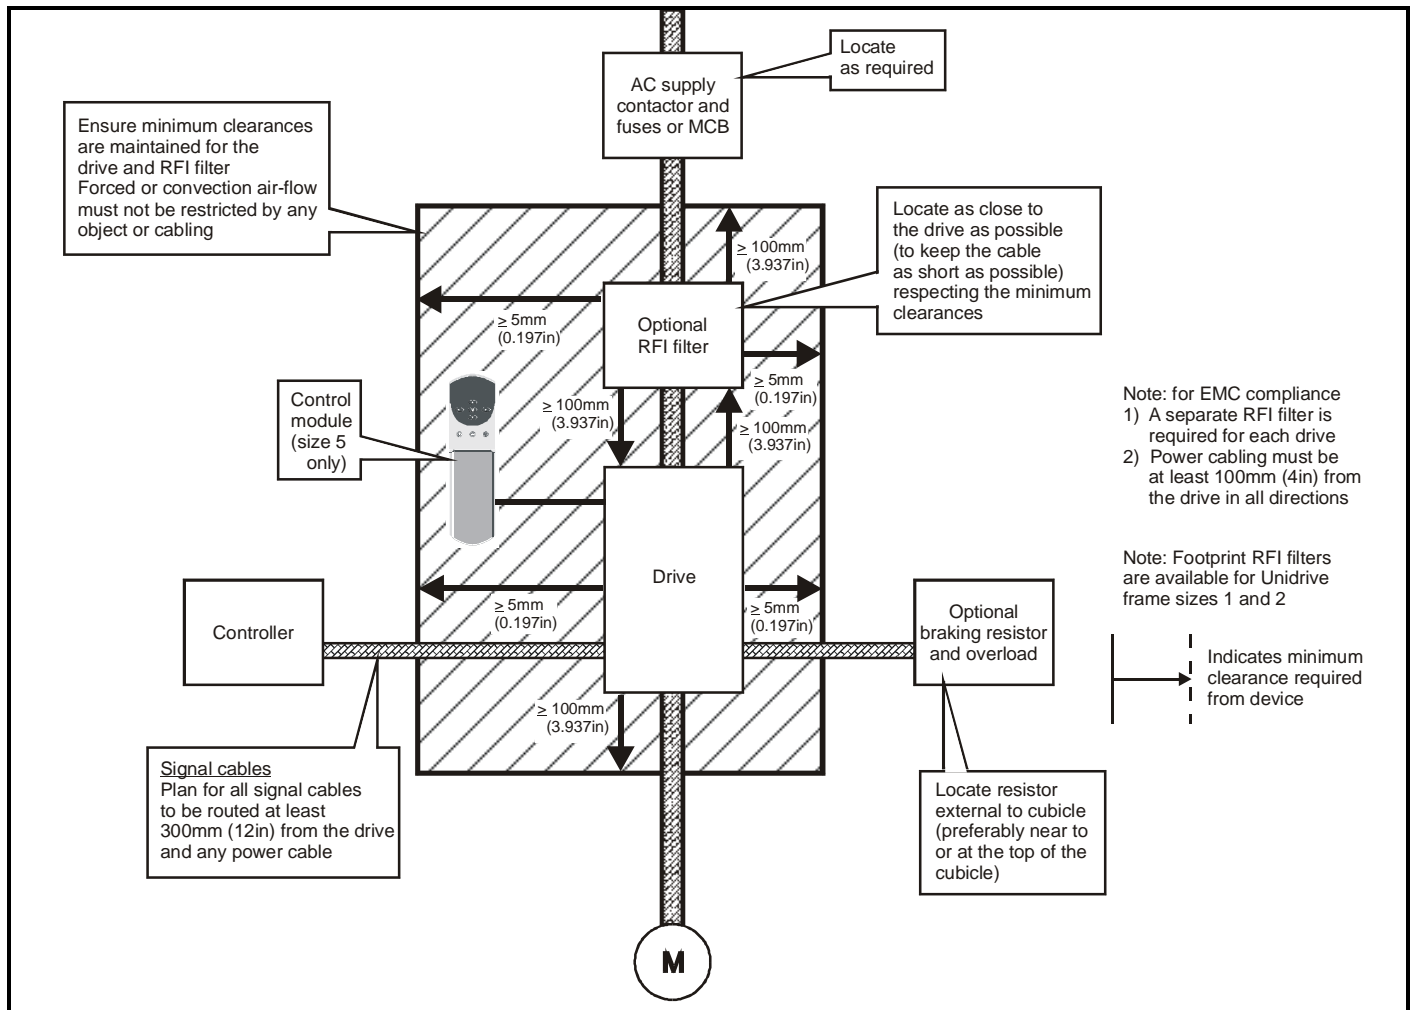 Locate
as required
AC supply
contactor and
fuses or MCB
Ensure minimum clearances
are maintained for the
drive and RFI filter
Forced or convection air-flow
must not be restricted by any
object or cabling
Locate as close to
the drive as possible
(to keep the cable
as short as possible)
respecting the minimum
clearances
≥ 100mm
(3.937in)
≥ 5mm
(0.197in)
Optional
RFI filter
≥ 5mm
(0.197in)
Control
module
(size 5
only)
≥ 100mm
(3.937in)
≥ 100mm
(3.937in)
Note: for EMC compliance
1) A separate RFI filter is
required for each drive
2) Power cabling must be
at least 100mm (4in) from
the drive in all directions
Note: Footprint RFI filters
are available for Unidrive
frame sizes 1 and 2
Drive
≥ 5mm
(0.197in)
≥ 5mm
(0.197in)
Controller
Optional
braking resistor
and overload
Indicates minimum
clearance required
from device
≥ 100mm
(3.937in)
Signal cables
Plan for all signal cables
to be routed at least
300mm (12in) from the drive
and any power cable
Locate resistor
external to cubicle
(preferably near to
or at the top of the
cubicle)
M